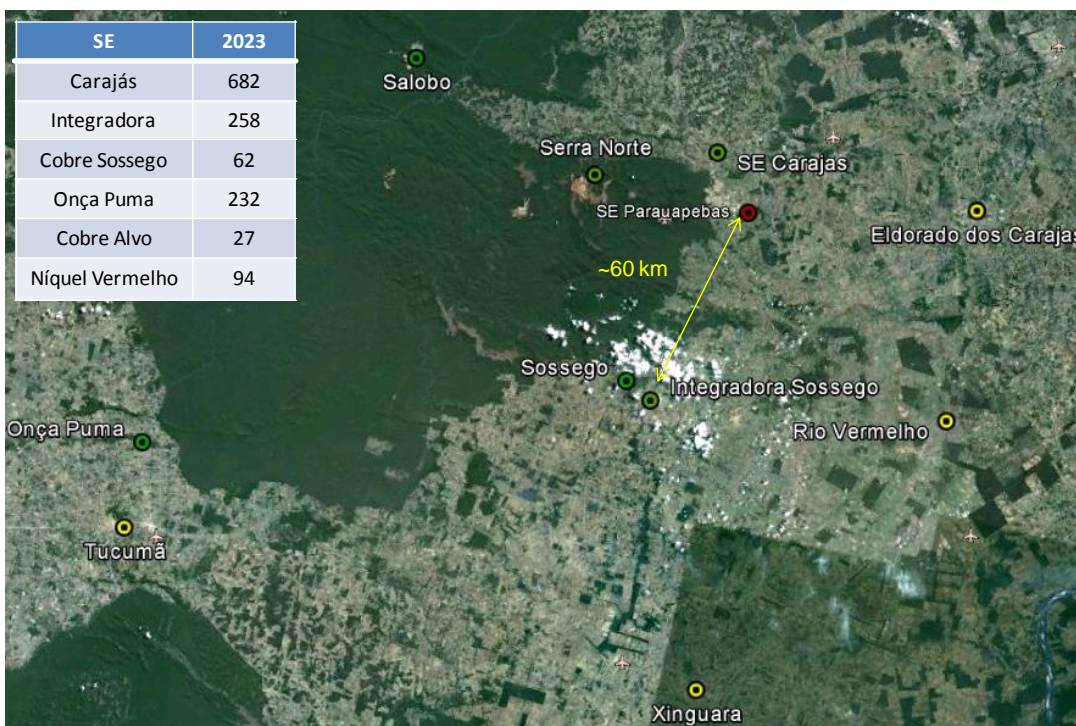 SE 2023
Carajás 682
Integradora 258
Cobre Sossego 62
Onça Puma 232
Cobre Alvo 27
Níquel Vermelho 94
Salobo
Serra Norte
SE Carajas
SE Parauapebas
Eldorado dos Carajas
~60 km
Sossego
Integradora Sossego
Rio Vermelho
Onça Puma
Tucumã
Xinguara